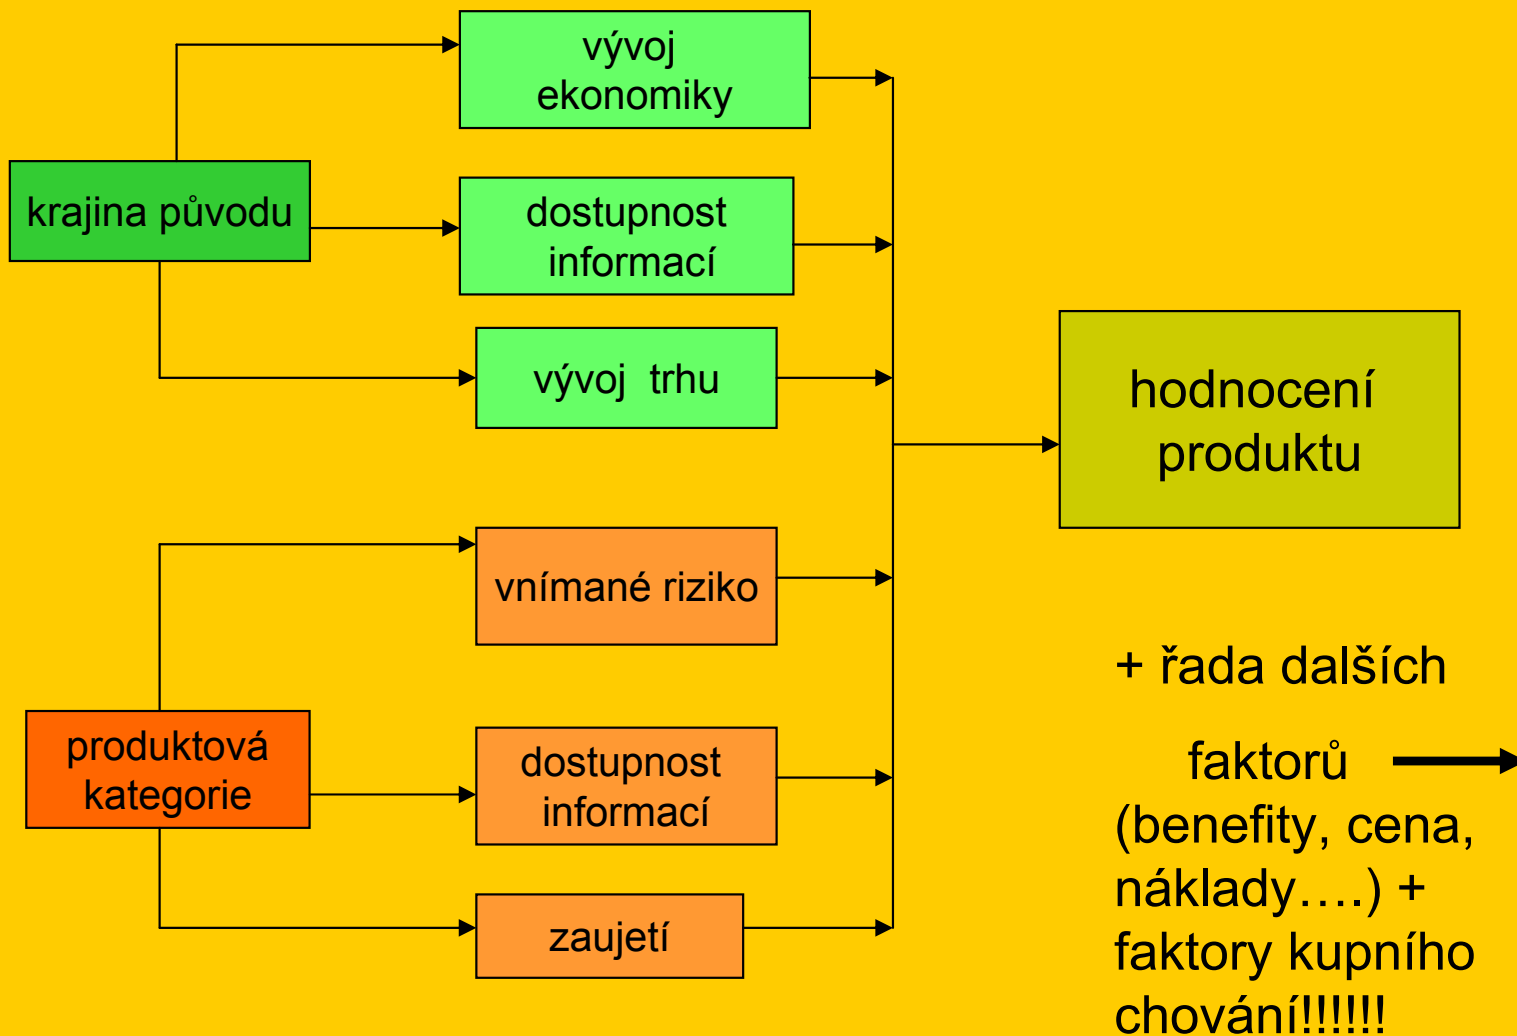 vývoj
ekonomiky
krajina původu
dostupnost
informací
vývoj trhu
hodnocení
produktu
vnímané riziko
produktová
kategorie
dostupnost
informací
zaujetí
+ řada dalších
faktorů
(benefity, cena,
náklady….) +
faktory kupního
chování!!!!!!